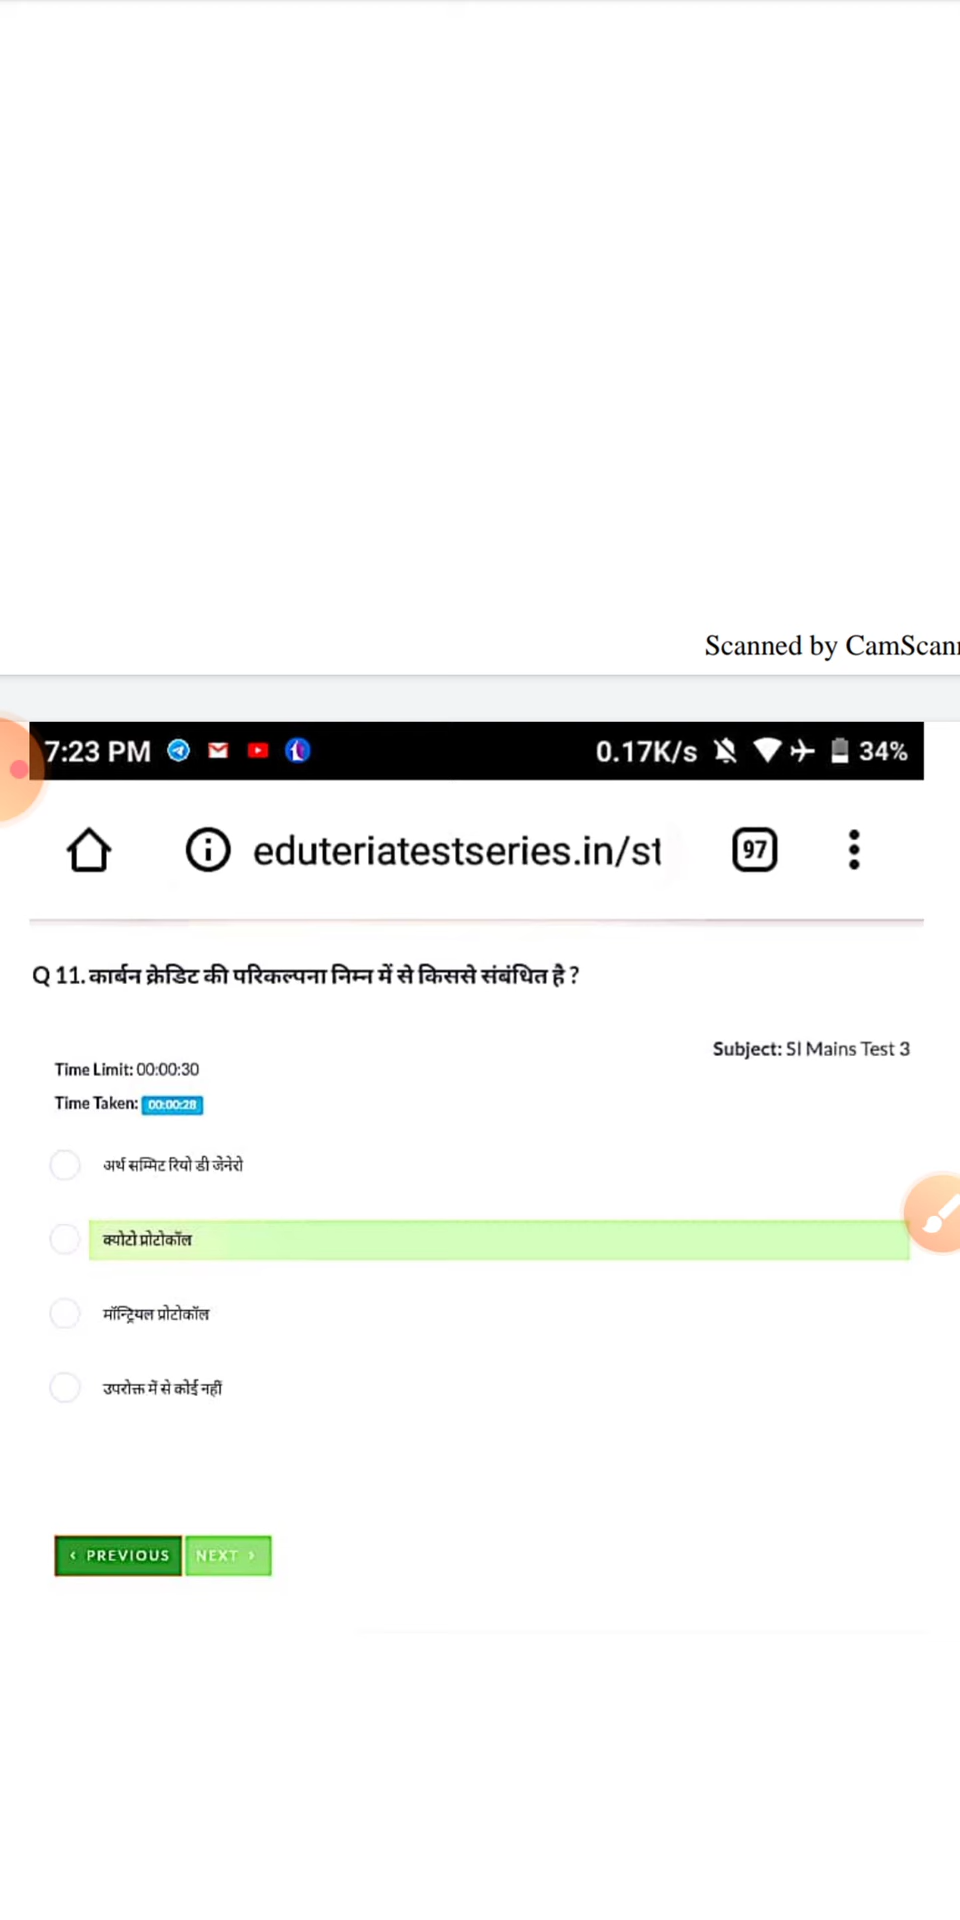 Scanned by CamScan
7:23 PM 0.17K/s 34%
eduteriatestseries.in/st 97
Q 11. कार्बन क्रेडिट की परिकल्पना निम्न में से किससे संबंधित है ?
Subject: SI Mains Test 3
Time Limit: 00:00:30
Time Taken: 00:00:28
अर्थ सम्मिट रियो डी जेनेरो
क्योटो प्रोटोकॉल
मॉन्ट्रियल प्रोटोकॉल
उपरोक्त में से कोई नहीं
‹ PREVIOUS NEXT ›